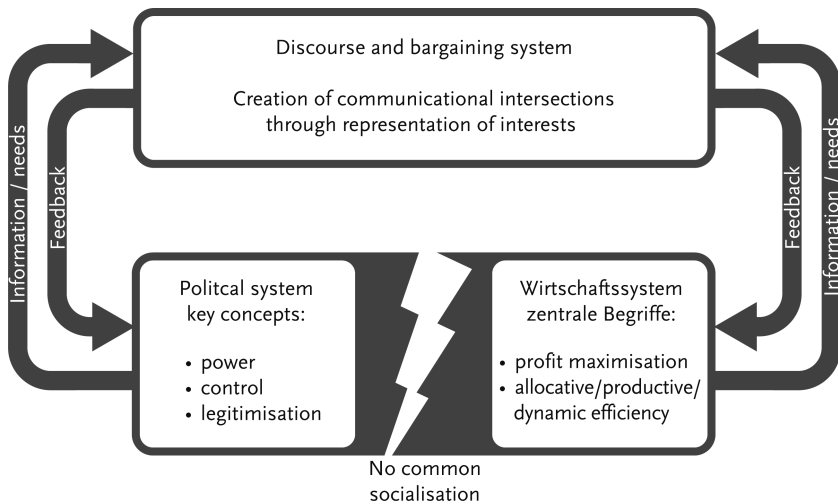 Discourse and bargaining system
Creation of communicational intersections
through representation of interests
Information / needs
Feedback
Feedback
Information / needs
Politcal system
key concepts:
• power
• control
• legitimisation
Wirtschaftssystem
zentrale Begriffe:
• profit maximisation
• allocative/productive/
dynamic efficiency
No common
socialisation